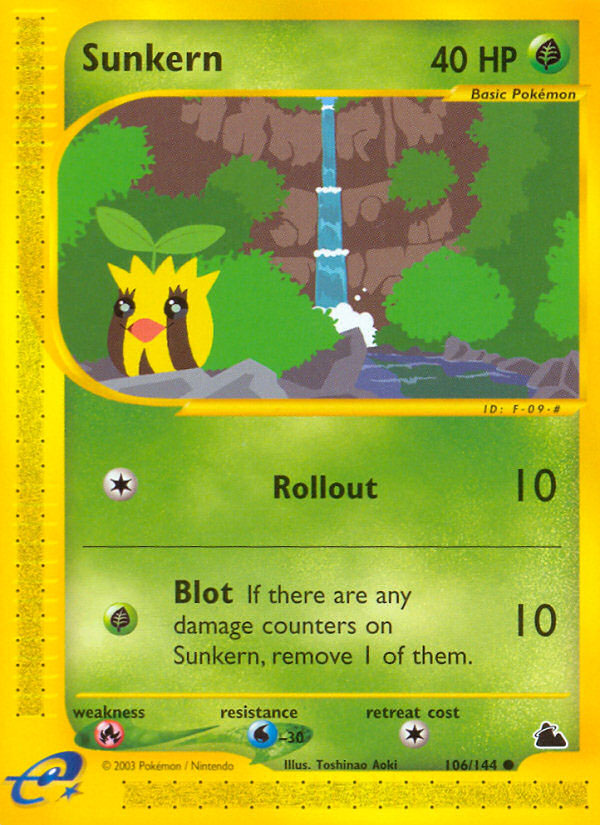 Sunkern 40 HP
Basic Pokémon
ID: F-09-#
Rollout 10
Blot If there are any
damage counters on
Sunkern, remove 1 of them.
10
weakness resistance retreat cost
-30
© 2003 Pokémon / Nintendo Illus. Toshinao Aoki 106/144